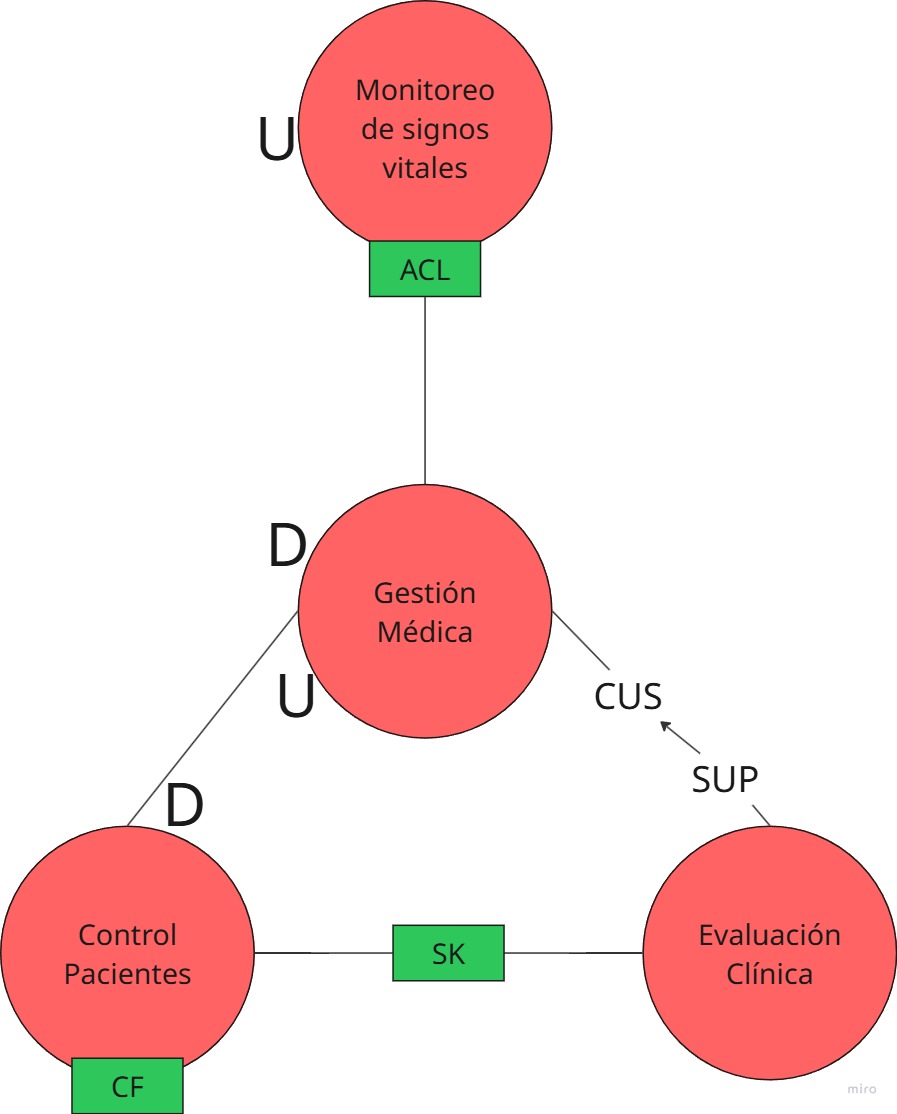 Monitoreo
de signos
vitales
U
ACL
D
Gestión
Médica
U
CUS
SUP
D
Control
Pacientes
SK
Evaluación
Clínica
CF
miro